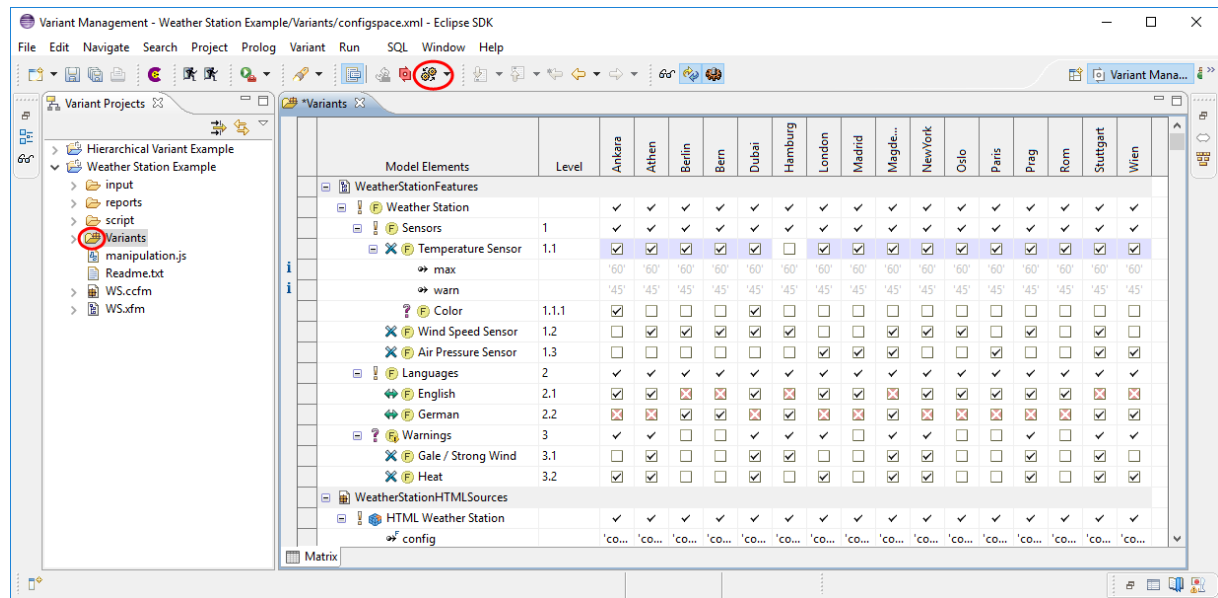 Variant Management - Weather Station Example/Variants/configspace.xml - Eclipse SDK
File Edit Navigate Search Project Prolog Variant Run SQL Window Help
Variant Mana...
Variant Projects
Hierarchical Variant Example
Weather Station Example
input
reports
script
Variants
manipulation.js
Readme.txt
WS.ccfm
WS.xfm
*Variants
Model Elements Level Ankara Athen Berlin Bern Dubai Hamburg London Madrid Magde... NewYork Oslo Paris Prag Rom Stuttgart Wien
WeatherStationFeatures
F Weather Station
F Sensors 1
F Temperature Sensor 1.1
i max '60' '60' '60' '60' '60' '60' '60' '60' '60' '60' '60' '60' '60' '60' '60' '60'
i warn '45' '45' '45' '45' '45' '45' '45' '45' '45' '45' '45' '45' '45' '45' '45' '45'
? F Color 1.1.1
F Wind Speed Sensor 1.2
F Air Pressure Sensor 1.3
! F Languages 2
F English 2.1
F German 2.2
? F Warnings 3
F Gale / Strong Wind 3.1
F Heat 3.2
WeatherStationHTMLSources
! HTML Weather Station
config 'co... 'co... 'co... 'co... 'co... 'co... 'co... 'co... 'co... 'co... 'co... 'co... 'co... 'co... 'co... 'co...
Matrix